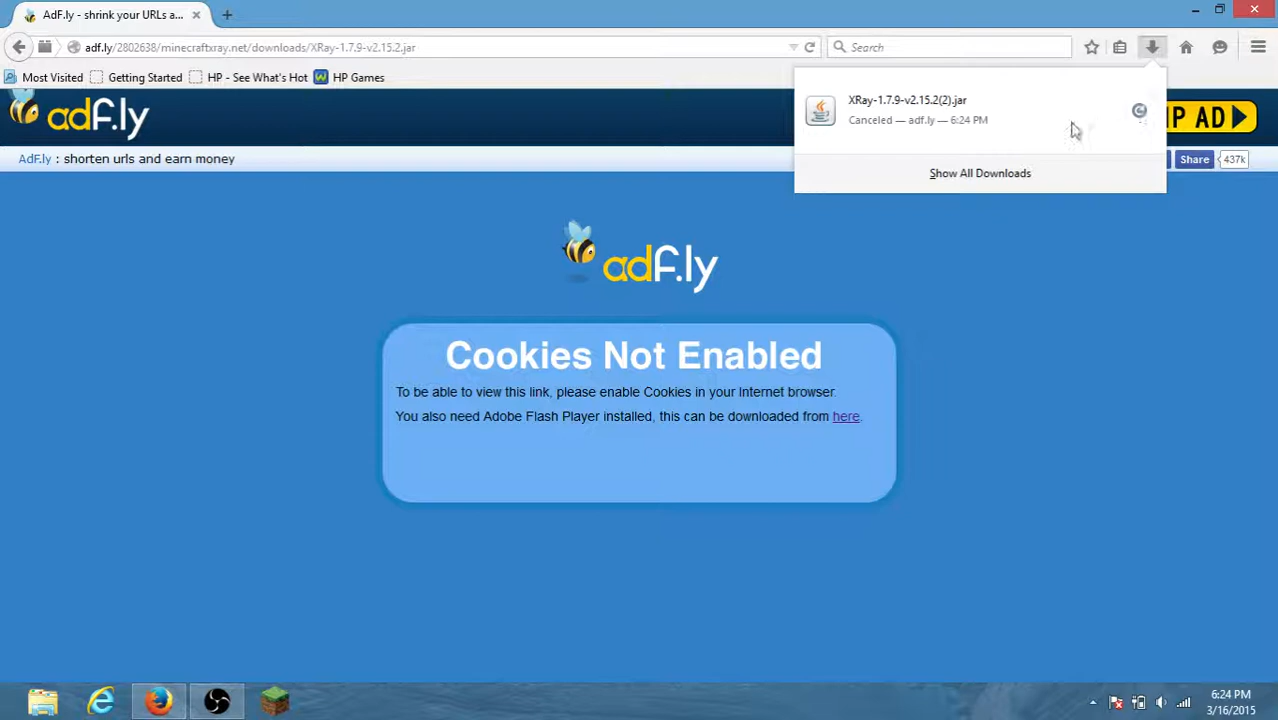 AdF.ly - shrink your URLs a...
adf.ly/2802638/minecraftxray.net/downloads/XRay-1.7.9-v2.15.2.jar
Search
Most Visited
Getting Started
HP - See What's Hot
HP Games
XRay-1.7.9-v2.15.2(2).jar
Canceled — adf.ly — 6:24 PM
Show All Downloads
adf.ly
IP AD
AdF.ly : shorten urls and earn money
Share
437k
adf.ly
Cookies Not Enabled
To be able to view this link, please enable Cookies in your Internet browser.
You also need Adobe Flash Player installed, this can be downloaded from here.
6:24 PM
3/16/2015